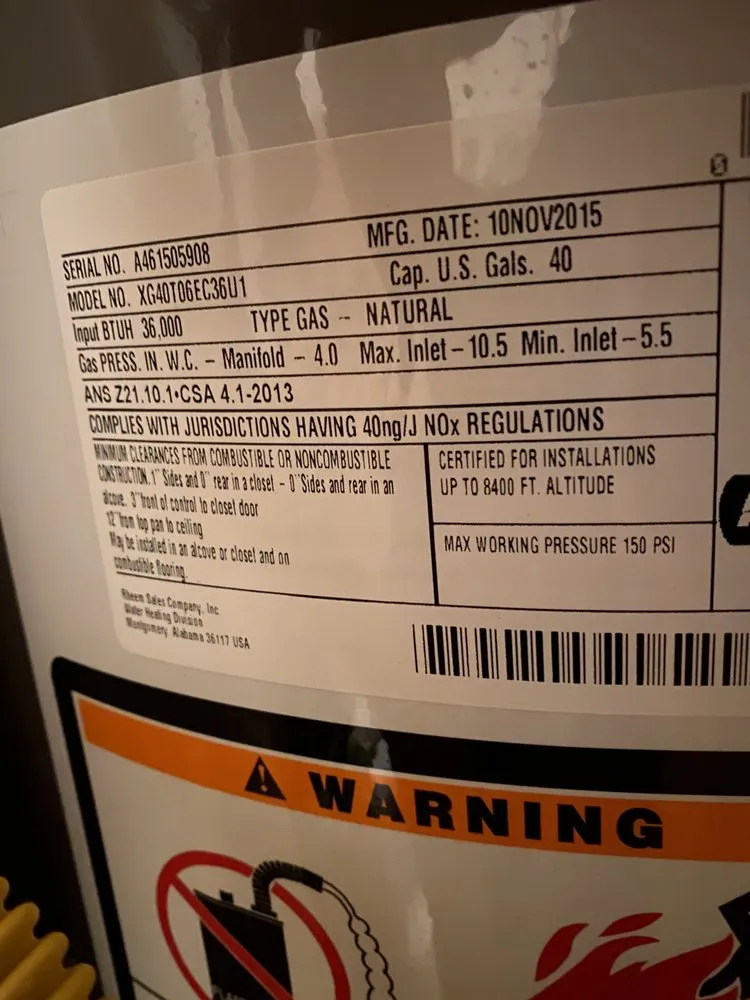 SERIAL NO. A461505908 MFG. DATE: 10NOV2015
MODEL NO. XG40T06EC36U1 Cap. U.S. Gals. 40
Input BTUH 36,000 TYPE GAS -- NATURAL
Gas PRESS. IN. W.C. – Manifold – 4.0 Max. Inlet – 10.5 Min. Inlet – 5.5
ANS Z21.10.1•CSA 4.1-2013
COMPLIES WITH JURISDICTIONS HAVING 40ng/J NOx REGULATIONS
MINIMUM CLEARANCES FROM COMBUSTIBLE OR NONCOMBUSTIBLE
CONSTRUCTION. 1" Sides and 0" rear in a closet – 0" Sides and rear in an
alcove. 3" front of control to closet door
12" from top pan to ceiling
May be installed in an alcove or closet and on
combustible flooring.
CERTIFIED FOR INSTALLATIONS
UP TO 8400 FT. ALTITUDE
MAX WORKING PRESSURE 150 PSI
Rheem Sales Company, Inc
Water Heating Division
Montgomery, Alabama 36117 USA
WARNING